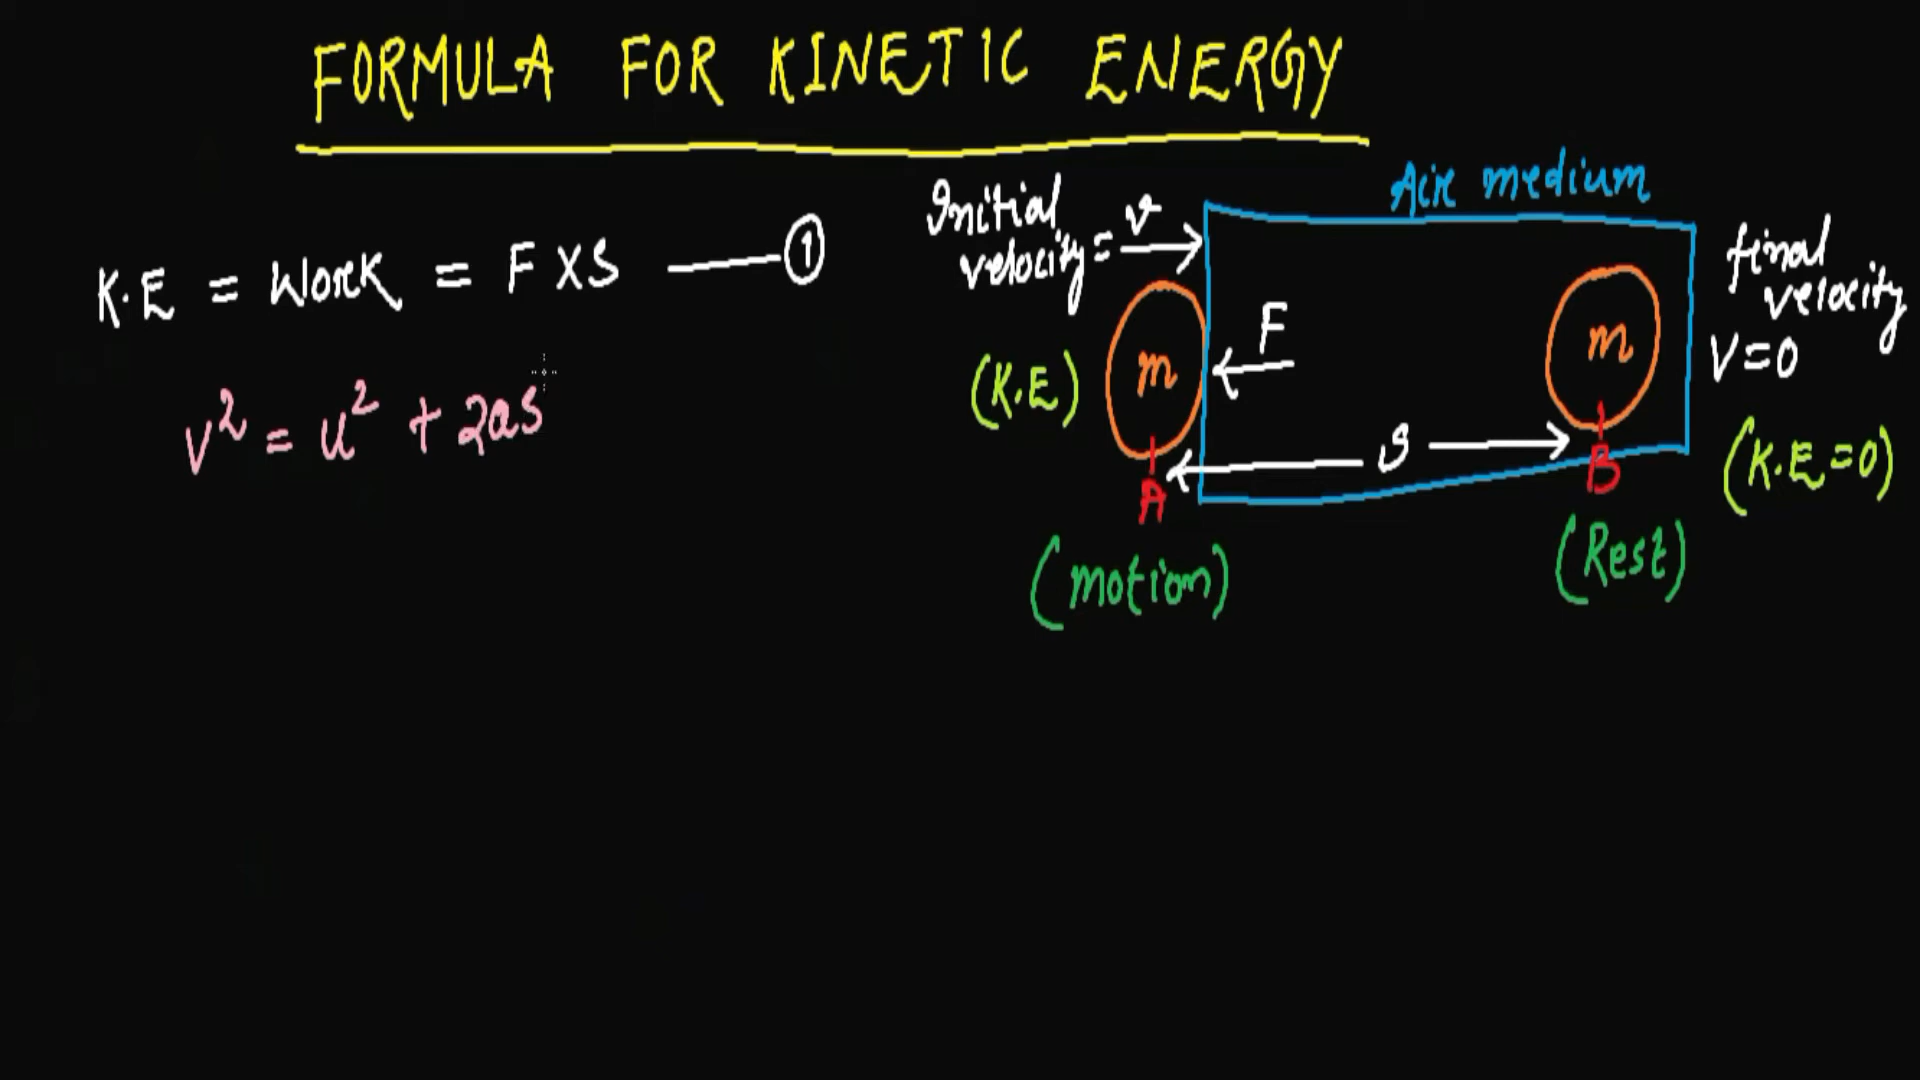 FORMULA FOR KINETIC ENERGY
K.E = Work = F X S ——— ①
v² = u² + 2as
Initial
velocity = v
Air medium
final
velocity
V=0
(K.E)
m
F
m
S
A
B
(K.E=0)
(motion)
(Rest)